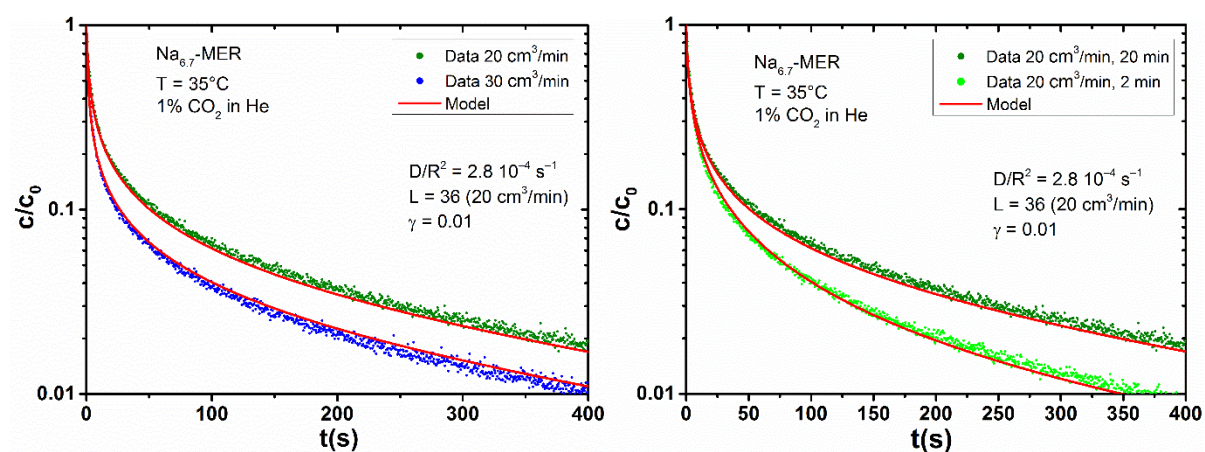 1
0.1
0.01
c/c₀
Na₆.₇-MER
T = 35°C
1% CO₂ in He
Data 20 cm³/min
Data 30 cm³/min
Model
D/R² = 2.8 10⁻⁴ s⁻¹
L = 36 (20 cm³/min)
γ = 0.01
0 100 200 300 400
t(s)
1
0.1
0.01
c/c₀
Na₆.₇-MER
T = 35°C
1% CO₂ in He
Data 20 cm³/min, 20 min
Data 20 cm³/min, 2 min
Model
D/R² = 2.8 10⁻⁴ s⁻¹
L = 36 (20 cm³/min)
γ = 0.01
0 50 100 150 200 250 300 350 400
t(s)